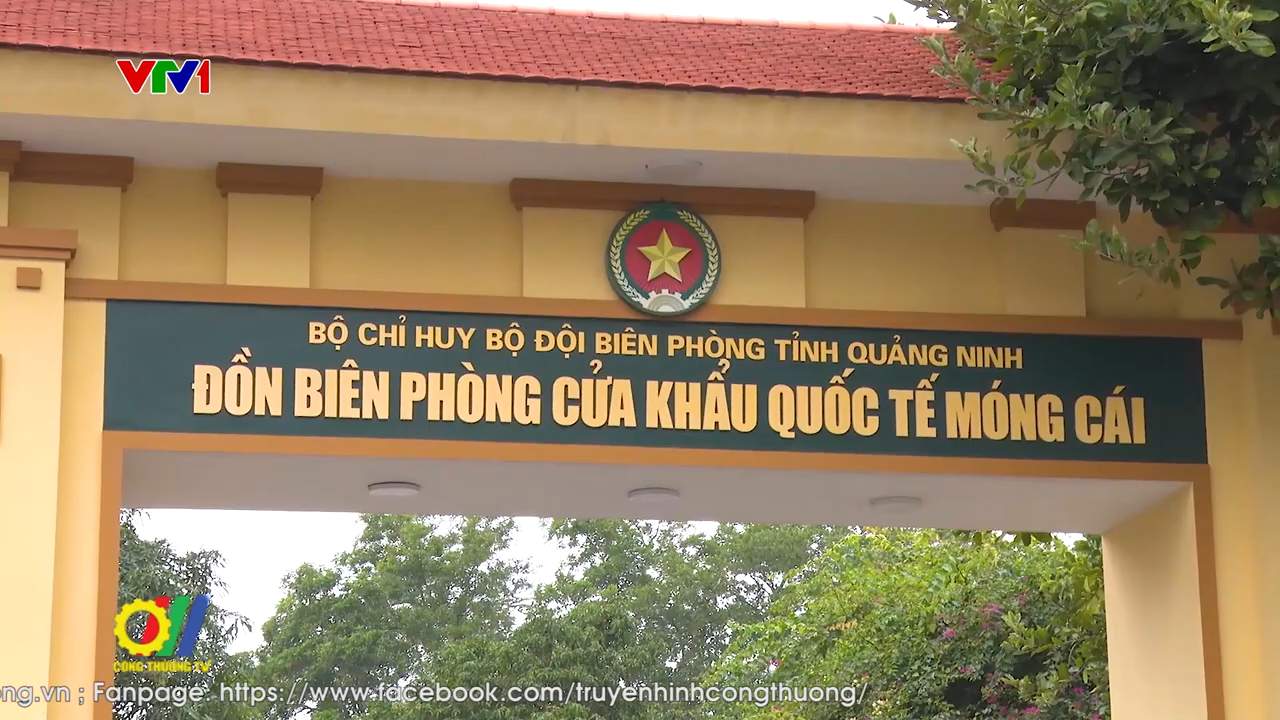 VTV1
BỘ CHỈ HUY BỘ ĐỘI BIÊN PHÒNG TỈNH QUẢNG NINH
ĐỒN BIÊN PHÒNG CỬA KHẨU QUỐC TẾ MÓNG CÁI
CÔNG THƯƠNG TV
ong.vn ; Fanpage: https://www.facebook.com/truyenhinhcongthuong/